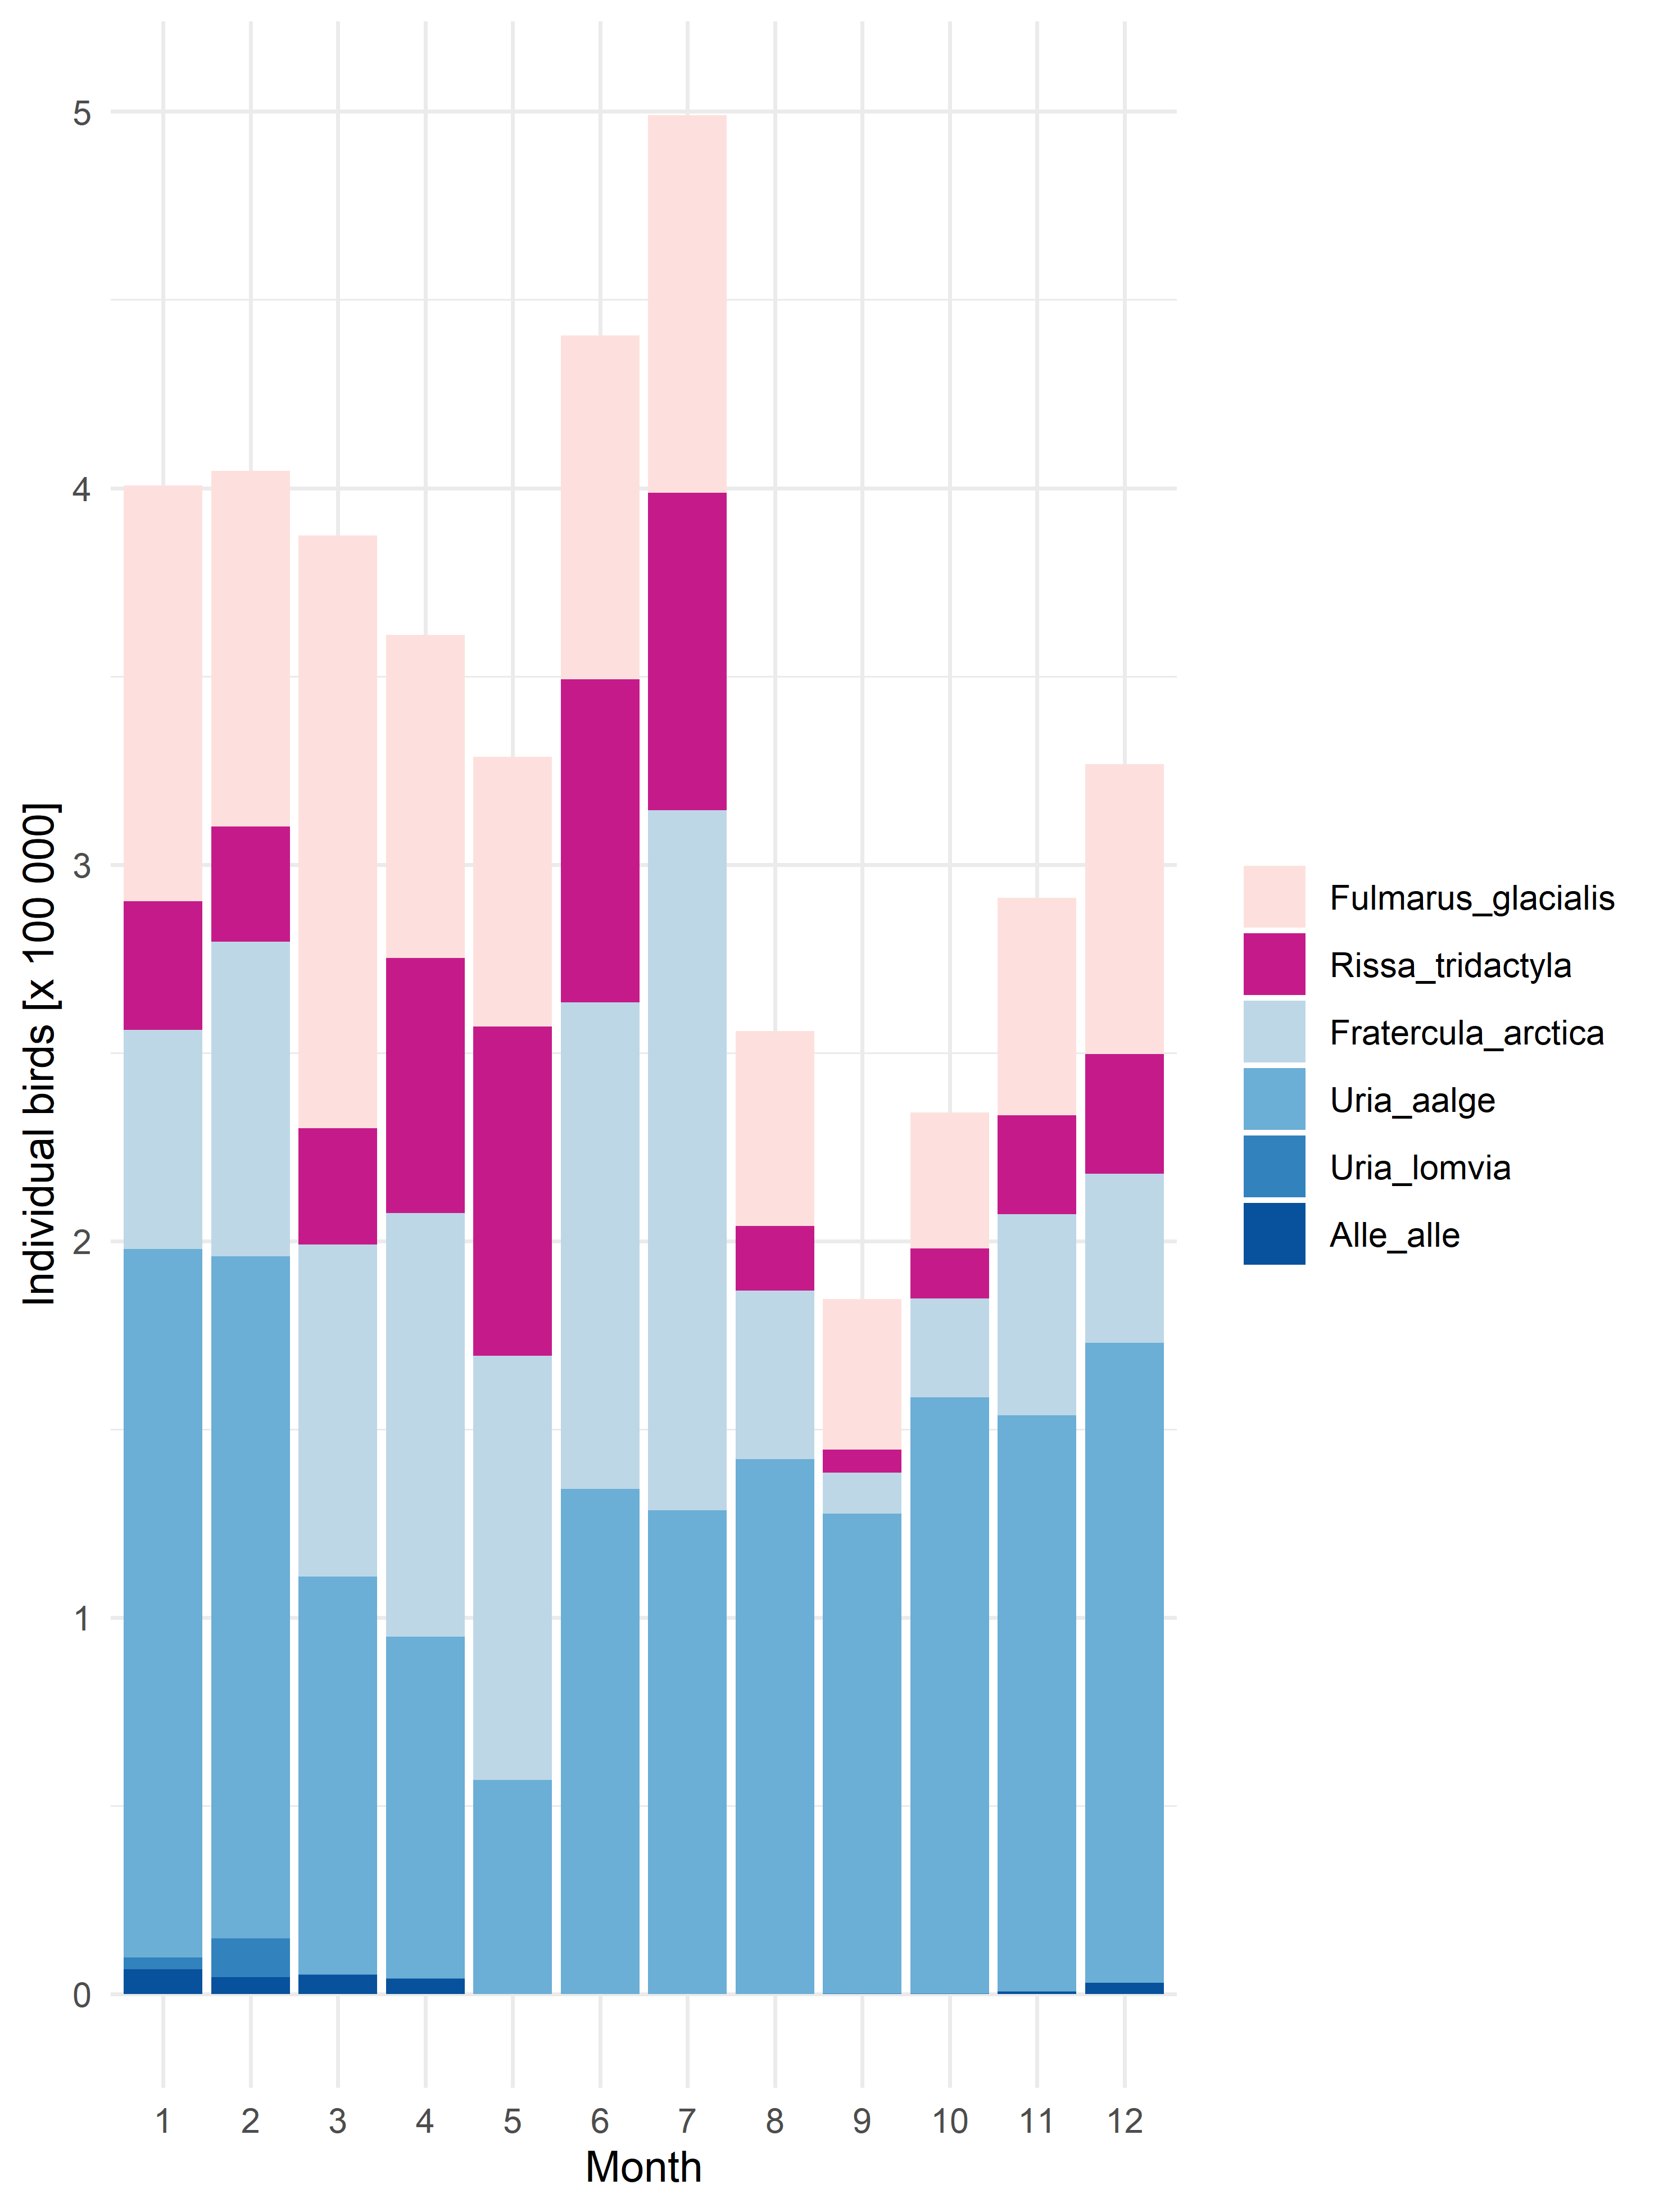 Individual birds [x 100 000]
5
4
3
2
1
0
1 2 3 4 5 6 7 8 9 10 11 12
Month
Fulmarus_glacialis
Rissa_tridactyla
Fratercula_arctica
Uria_aalge
Uria_lomvia
Alle_alle